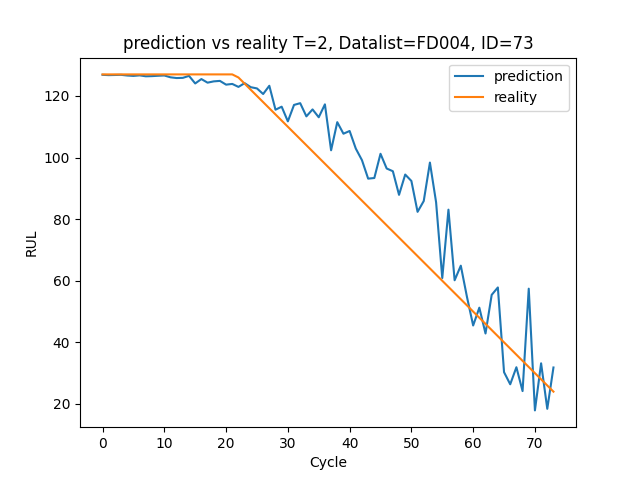 prediction vs reality T=2, Datalist=FD004, ID=73
prediction
reality
120
100
80
60
40
20
RUL
0 10 20 30 40 50 60 70
Cycle